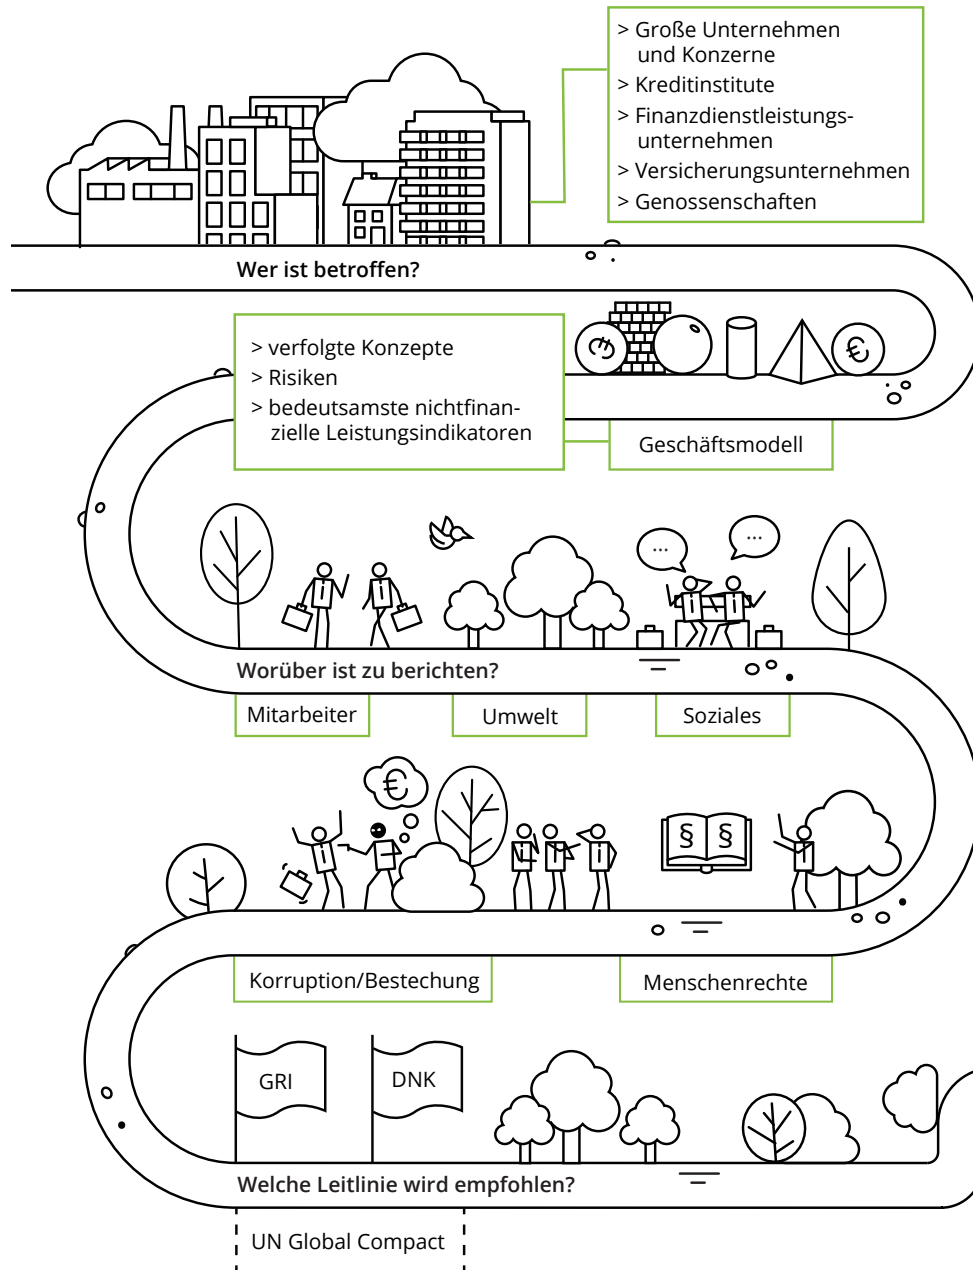 > Große Unternehmen
und Konzerne
> Kreditinstitute
> Finanzdienstleistungs-
unternehmen
> Versicherungsunternehmen
> Genossenschaften
Wer ist betroffen?
> verfolgte Konzepte
> Risiken
> bedeutsamste nichtfinan-
zielle Leistungsindikatoren
€
€
Geschäftsmodell
...
...
Worüber ist zu berichten?
Mitarbeiter
Umwelt
Soziales
€
§ §
Korruption/Bestechung
Menschenrechte
GRI
DNK
Welche Leitlinie wird empfohlen?
UN Global Compact